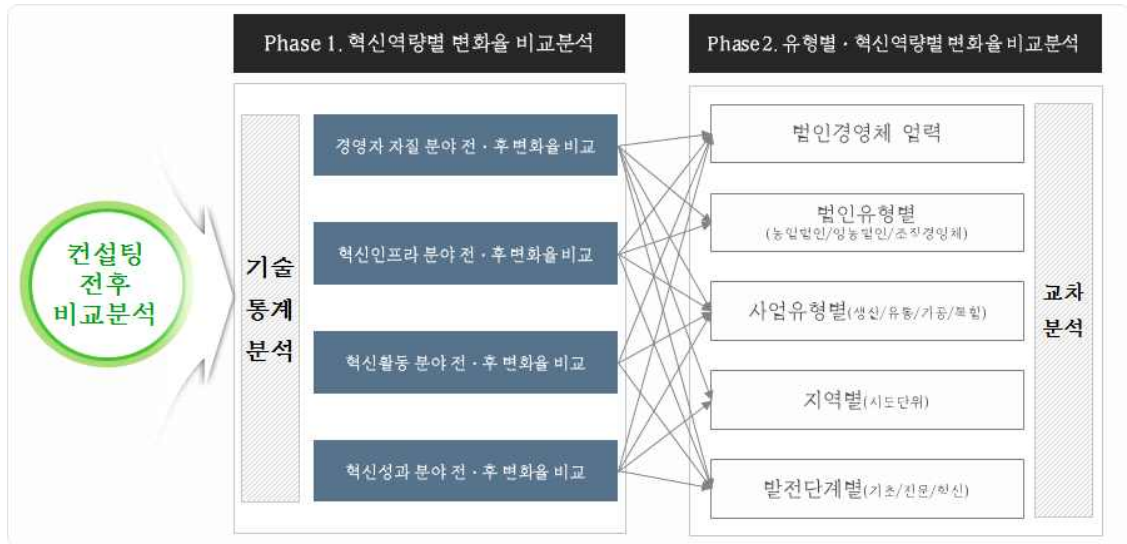 Phase 1. 혁신역량별 변화율 비교분석
Phase 2. 유형별·혁신역량별 변화율 비교분석
컨설팅
전후
비교분석
기술
통계
분석
경영자 자질 분야 전·후 변화율 비교
혁신인프라 분야 전·후 변화율 비교
혁신활동 분야 전·후 변화율 비교
혁신성과 분야 전·후 변화율 비교
법인경영체 업력
법인유형별
(농업법인/영농법인/조직경영체)
사업유형별(생산/유통/가공/복합)
지역별(시도단위)
발전단계별(기초/전문/혁신)
교차
분석